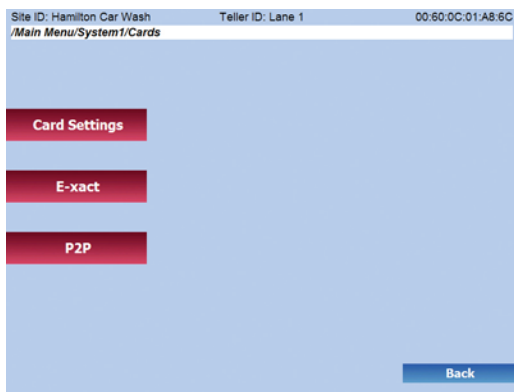 Site ID: Hamilton Car Wash Teller ID: Lane 1 00:60:0C:01:A8:6C
/Main Menu/System1/Cards
Card Settings
E-xact
P2P
Back